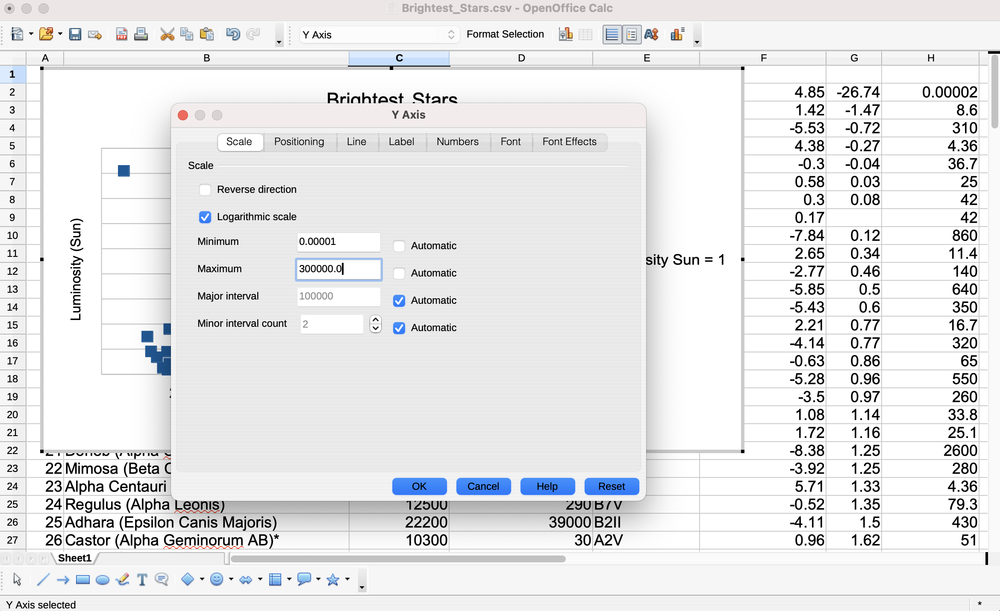 Brightest_Stars.csv - OpenOffice Calc
Y Axis
Format Selection
A B C D E F G H
1
2 4.85 -26.74 0.00002
3 1.42 -1.47 8.6
4 -5.53 -0.72 310
5 4.38 -0.27 4.36
6 -0.3 -0.04 36.7
7 0.58 0.03 25
8 0.3 0.08 42
9 0.17 42
10 -7.84 0.12 860
11 2.65 0.34 11.4
12 -2.77 0.46 140
13 -5.85 0.5 640
14 -5.43 0.6 350
15 2.21 0.77 16.7
16 -4.14 0.77 320
17 -0.63 0.86 65
18 -5.28 0.96 550
19 -3.5 0.97 260
20 1.08 1.14 33.8
21 1.72 1.16 25.1
22 -8.38 1.25 2600
23 22 Mimosa (Beta C -3.92 1.25 280
24 23 Alpha Centauri 5.71 1.33 4.36
25 24 Regulus (Alpha Leonis) 12500 290 B7V -0.52 1.35 79.3
26 25 Adhara (Epsilon Canis Majoris) 22200 39000 B2II -4.11 1.5 430
27 26 Castor (Alpha Geminorum AB)* 10300 30 A2V 0.96 1.62 51
Brightest_Stars
Luminosity (Sun)
sity Sun = 1
Y Axis
Scale Positioning Line Label Numbers Font Font Effects
Scale
Reverse direction
Logarithmic scale
Minimum 0.00001 Automatic
Maximum 300000.0 Automatic
Major interval 100000 Automatic
Minor interval count 2 Automatic
OK Cancel Help Reset
Sheet1
Y Axis selected *